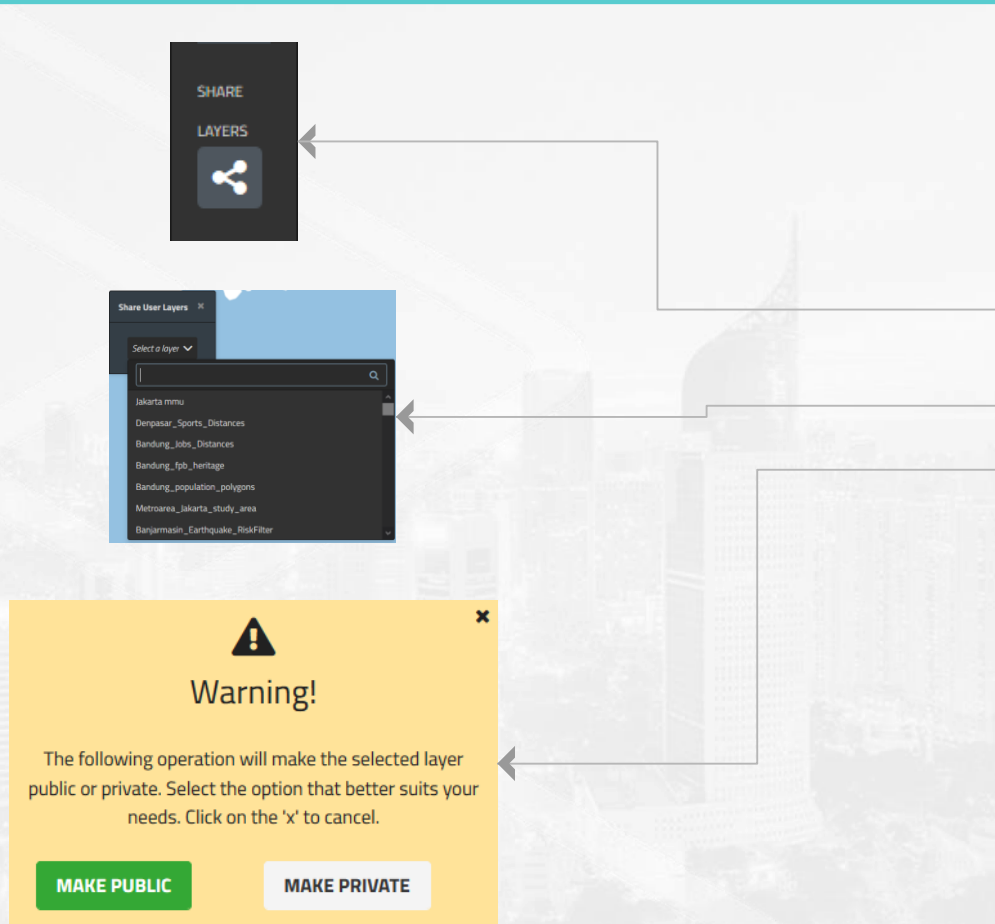 SHARE
LAYERS
Share User Layers ×
Select a layer
Jakarta mmu
Denpasar_Sports_Distances
Bandung_Jobs_Distances
Bandung_fpb_heritage
Bandung_population_polygons
Metroarea_Jakarta_study_area
Banjarmasin_Earthquake_RiskFilter
Warning!
The following operation will make the selected layer
public or private. Select the option that better suits your
needs. Click on the 'x' to cancel.
MAKE PUBLIC
MAKE PRIVATE